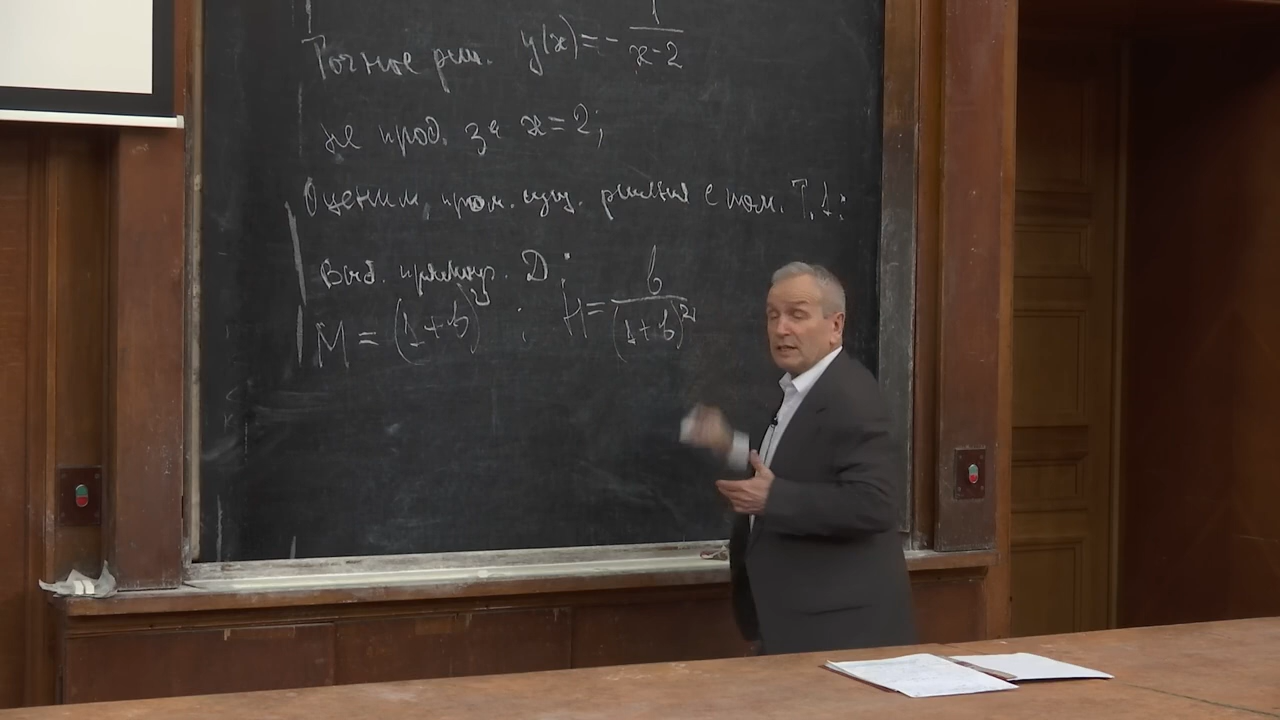 Точное реш. y(x)=-1/(x-2)
не прод. за x=2;
Оценим пром. сущ. решения с пом. Т.1:
Выб. прямоуг. D:
M=(1+b)²; H=b/(1+b)²